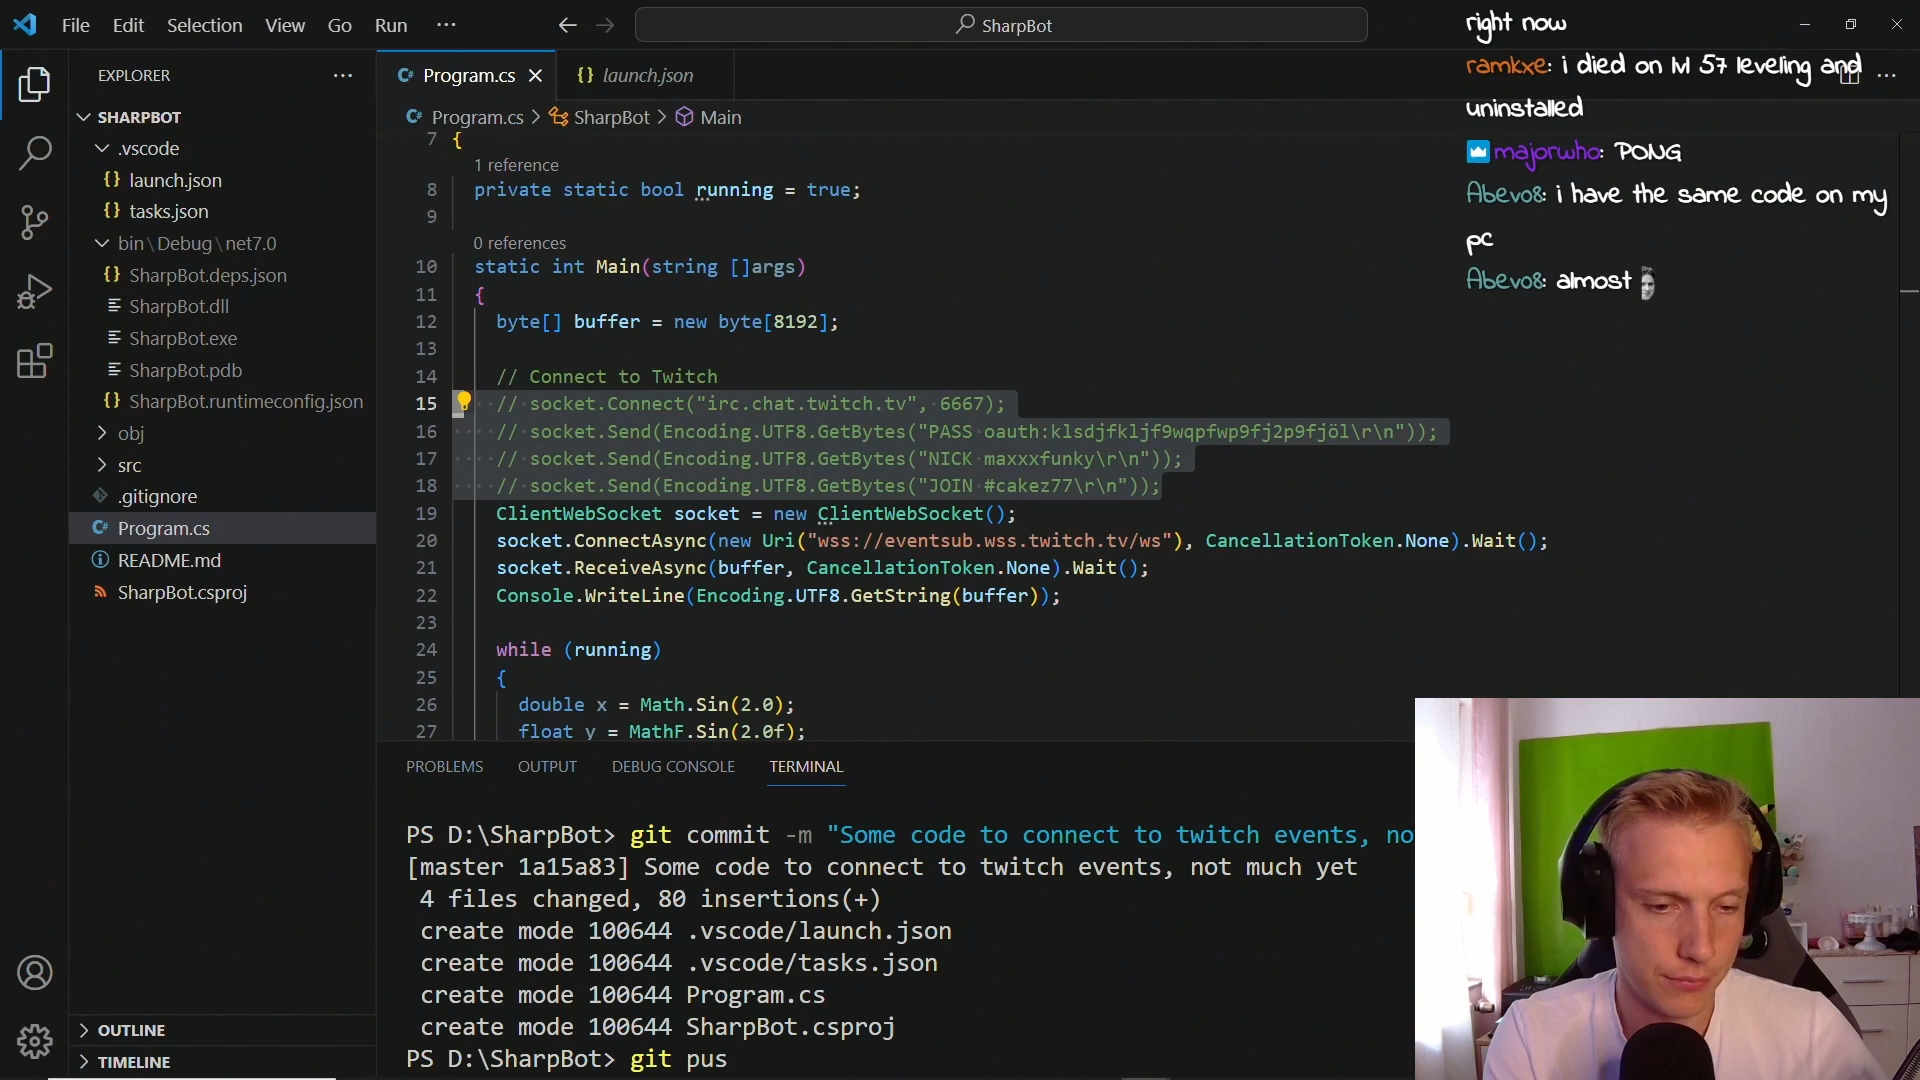 File Edit Selection View Go Run ···
SharpBot
EXPLORER
SHARPBOT
.vscode
launch.json
tasks.json
bin\Debug\net7.0
SharpBot.deps.json
SharpBot.dll
SharpBot.exe
SharpBot.pdb
SharpBot.runtimeconfig.json
obj
src
.gitignore
Program.cs
README.md
SharpBot.csproj
OUTLINE
TIMELINE
Program.cs
launch.json
Program.cs > SharpBot > Main
7 {
1 reference
8 private static bool running = true;
9
0 references
10 static int Main(string []args)
11 {
12 byte[] buffer = new byte[8192];
13
14 // Connect to Twitch
15 // socket.Connect("irc.chat.twitch.tv", 6667);
16 // socket.Send(Encoding.UTF8.GetBytes("PASS oauth:klsdjfkljf9wqpfwp9fj2p9fjöl\r\n"));
17 // socket.Send(Encoding.UTF8.GetBytes("NICK maxxxfunky\r\n"));
18 // socket.Send(Encoding.UTF8.GetBytes("JOIN #cakez77\r\n"));
19 ClientWebSocket socket = new ClientWebSocket();
20 socket.ConnectAsync(new Uri("wss://eventsub.wss.twitch.tv/ws"), CancellationToken.None).Wait();
21 socket.ReceiveAsync(buffer, CancellationToken.None).Wait();
22 Console.WriteLine(Encoding.UTF8.GetString(buffer));
23
24 while (running)
25 {
26 double x = Math.Sin(2.0);
27 float y = MathF.Sin(2.0f);
PROBLEMS OUTPUT DEBUG CONSOLE TERMINAL
PS D:\SharpBot> git commit -m "Some code to connect to twitch events, no
[master 1a15a83] Some code to connect to twitch events, not much yet
4 files changed, 80 insertions(+)
create mode 100644 .vscode/launch.json
create mode 100644 .vscode/tasks.json
create mode 100644 Program.cs
create mode 100644 SharpBot.csproj
PS D:\SharpBot> git pus
right now
ramkxe: i died on lvl 57 leveling and
uninstalled
majorwho: PONG
Abevo8: i have the same code on my
pc
Abevo8: almost